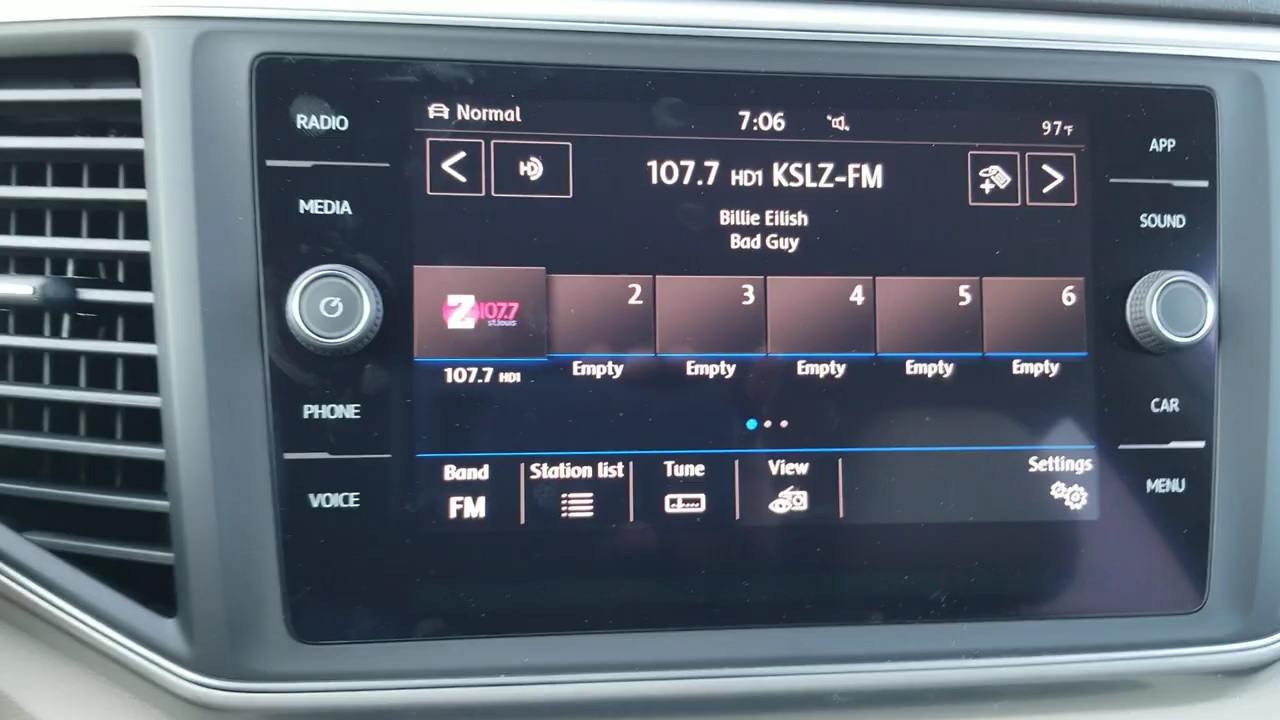 RADIO
MEDIA
PHONE
VOICE
Normal
7:06
97°F
HD
107.7 HD1 KSLZ-FM
Billie Eilish
Bad Guy
Z107.7
st.louis
2
3
4
5
6
107.7 HD1
Empty
Empty
Empty
Empty
Empty
Band
FM
Station list
Tune
View
Settings
APP
SOUND
CAR
MENU